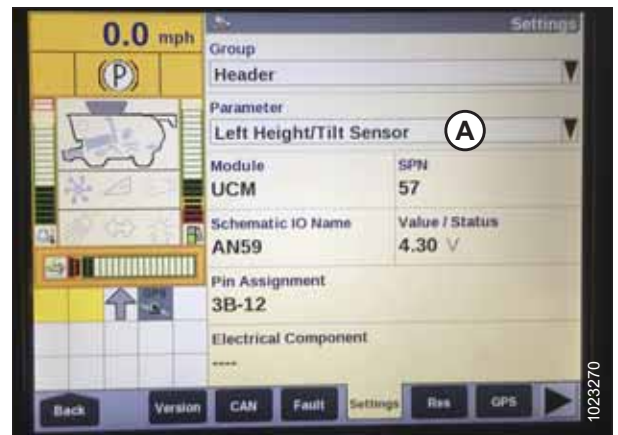 0.0 mph
Settings
(P)
Group
Header
Parameter
Left Height/Tilt Sensor
A
Module
SPN
UCM
57
Schematic IO Name
Value / Status
AN59
4.30 V
Pin Assignment
3B-12
GPS
Electrical Component
----
Back
Version
CAN
Fault
Settings
Res
GPS
1023270